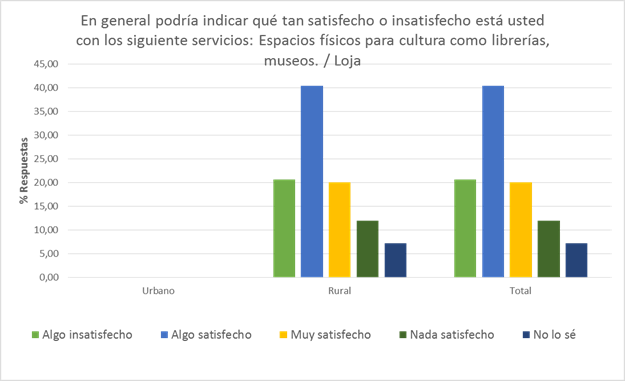 En general podría indicar qué tan satisfecho o insatisfecho está usted
con los siguiente servicios: Espacios físicos para cultura como librerías,
museos. / Loja
45,00
40,00
35,00
30,00
25,00
20,00
15,00
10,00
5,00
0,00
% Respuestas
Urbano Rural Total
Algo insatisfecho Algo satisfecho Muy satisfecho Nada satisfecho No lo sé